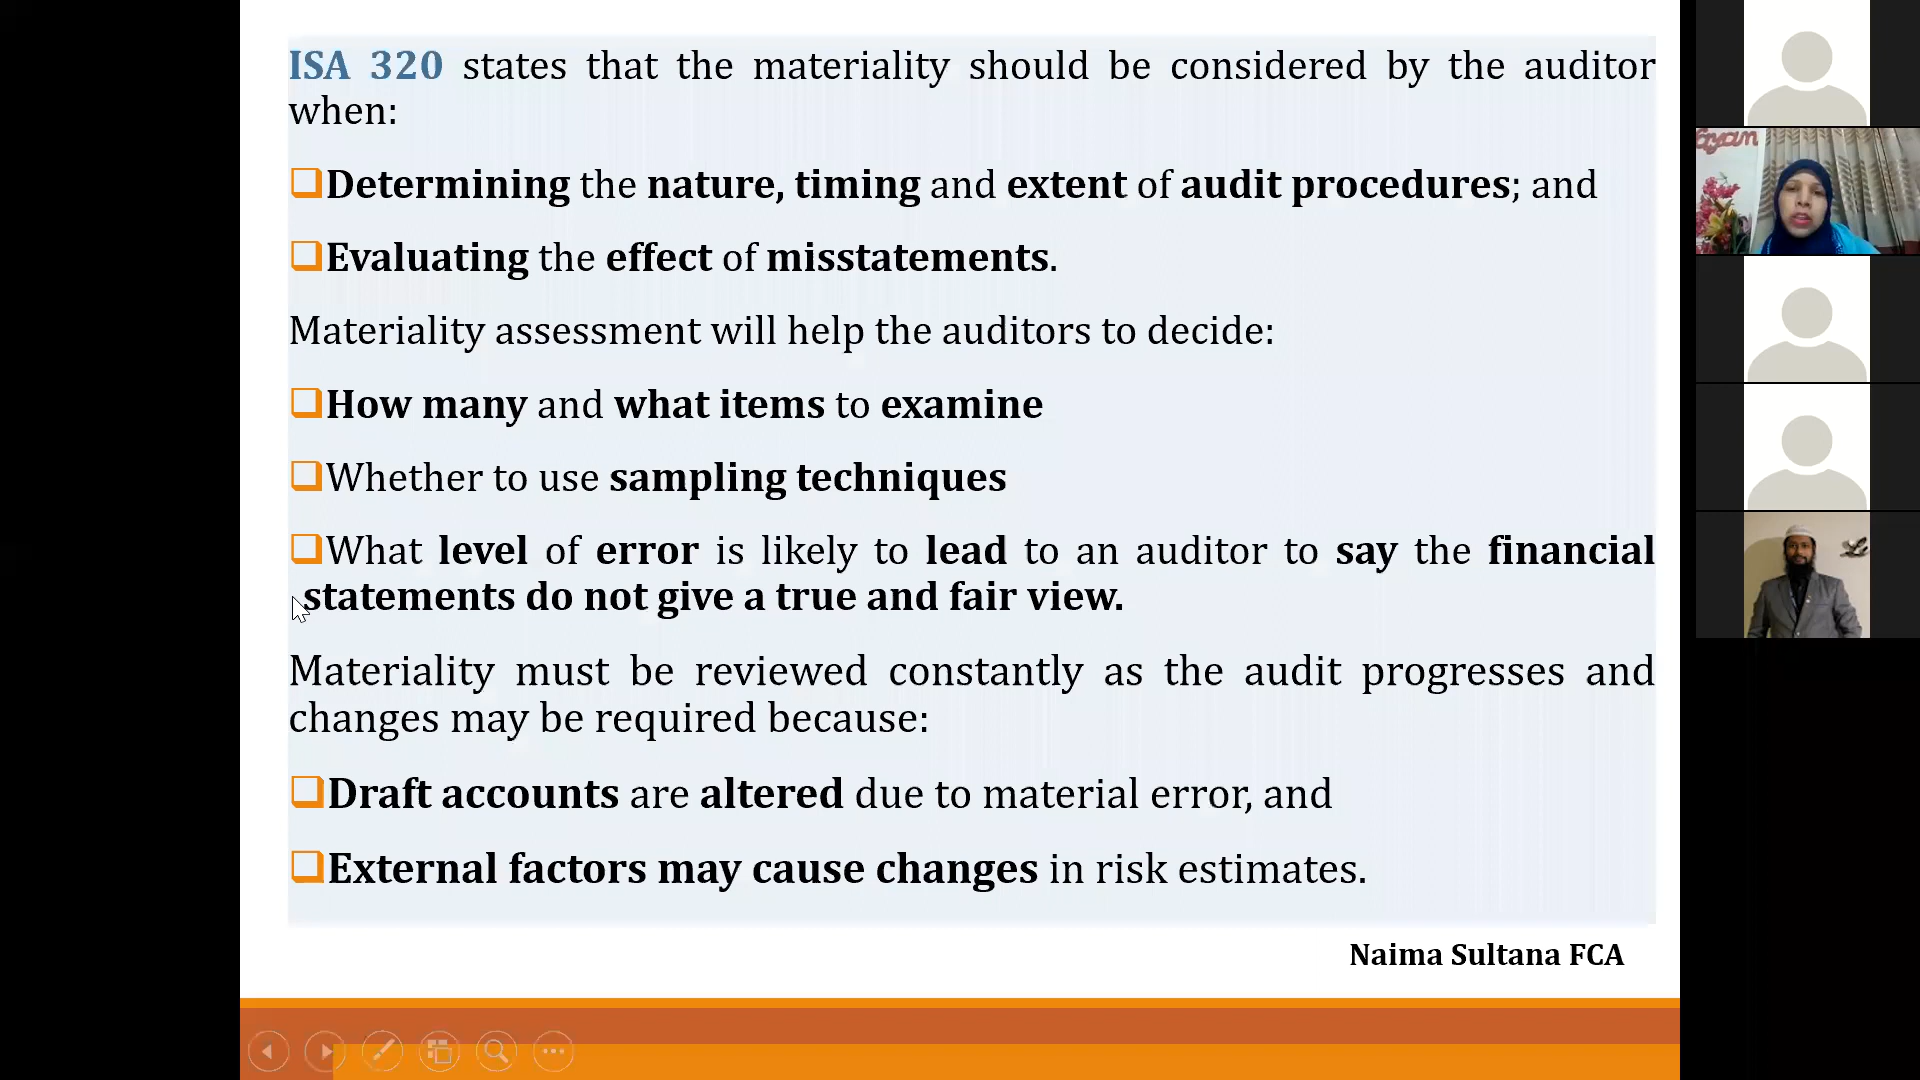 ISA 320 states that the materiality should be considered by the auditor
when:
Determining the nature, timing and extent of audit procedures; and
Evaluating the effect of misstatements.
Materiality assessment will help the auditors to decide:
How many and what items to examine
Whether to use sampling techniques
What level of error is likely to lead to an auditor to say the financial
statements do not give a true and fair view.
Materiality must be reviewed constantly as the audit progresses and
changes may be required because:
Draft accounts are altered due to material error, and
External factors may cause changes in risk estimates.
Naima Sultana FCA